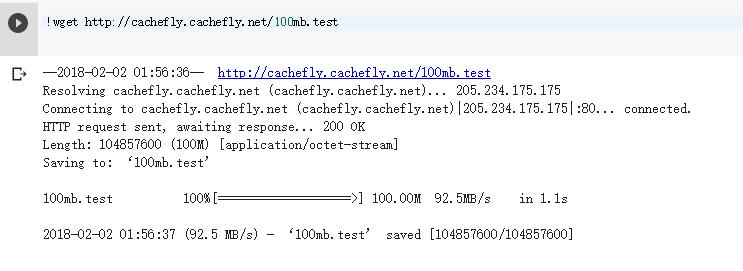 !wget http://cachefly.cachefly.net/100mb.test
--2018-02-02 01:56:36--  http://cachefly.cachefly.net/100mb.test
Resolving cachefly.cachefly.net (cachefly.cachefly.net)... 205.234.175.175
Connecting to cachefly.cachefly.net (cachefly.cachefly.net)|205.234.175.175|:80... connected.
HTTP request sent, awaiting response... 200 OK
Length: 104857600 (100M) [application/octet-stream]
Saving to: ‘100mb.test’
100mb.test          100%[===================>] 100.00M  92.5MB/s    in 1.1s
2018-02-02 01:56:37 (92.5 MB/s) - ‘100mb.test’ saved [104857600/104857600]